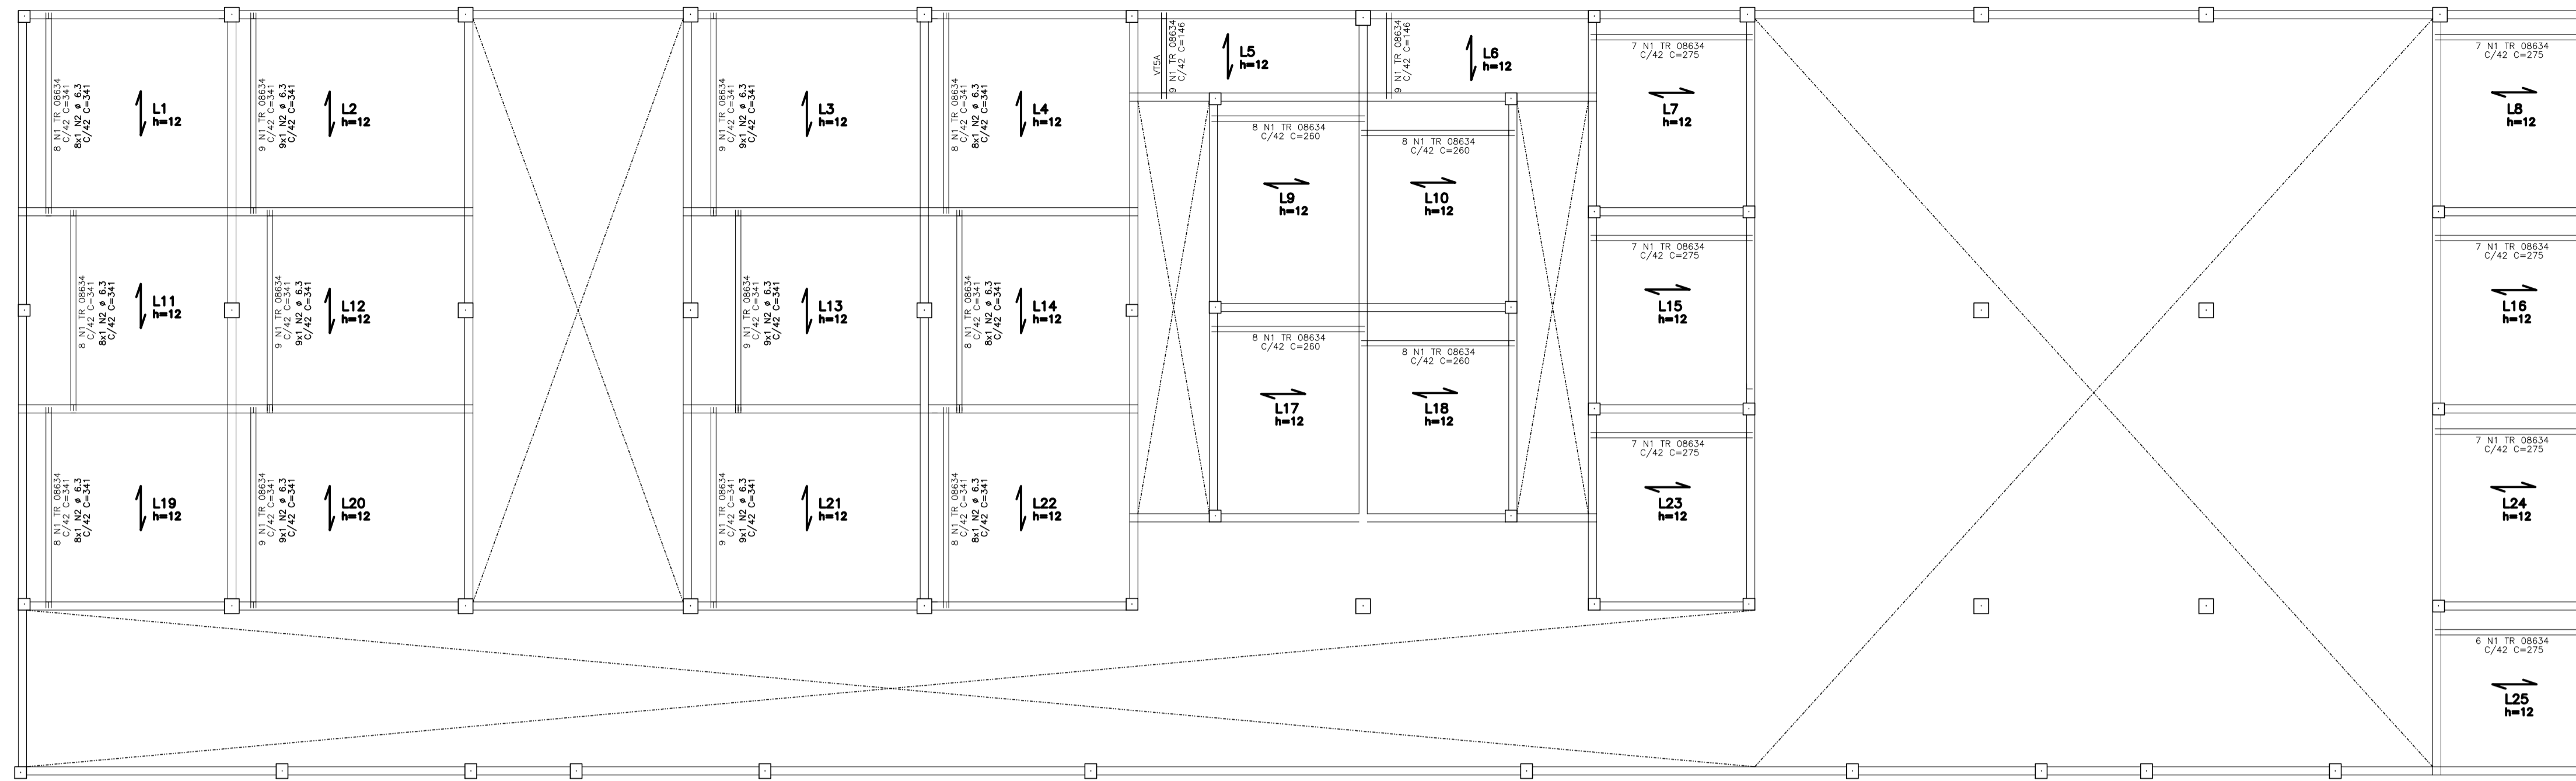 8 N1 TR 08634
C/42 C=341
8x1 N2 ø 6.3
C/42 C=341
L1
h=12
9 N1 TR 08634
C/42 C=341
9x1 N2 ø 6.3
C/42 C=341
L2
h=12
9 N1 TR 08634
C/42 C=341
9x1 N2 ø 6.3
C/42 C=341
L3
h=12
8 N1 TR 08634
C/42 C=341
8x1 N2 ø 6.3
C/42 C=341
L4
h=12
VT5A
9 N1 TR 08634
C/42 C=146
L5
h=12
9 N1 TR 08634
C/42 C=146
L6
h=12
7 N1 TR 08634
C/42 C=275
L7
h=12
7 N1 TR 08634
C/42 C=275
L8
h=12
8 N1 TR 08634
C/42 C=260
L9
h=12
8 N1 TR 08634
C/42 C=260
L10
h=12
8 N1 TR 08634
C/42 C=341
8x1 N2 ø 6.3
C/42 C=341
L11
h=12
9 N1 TR 08634
C/42 C=341
9x1 N2 ø 6.3
C/42 C=341
L12
h=12
9 N1 TR 08634
C/42 C=341
9x1 N2 ø 6.3
C/42 C=341
L13
h=12
8 N1 TR 08634
C/42 C=341
8x1 N2 ø 6.3
C/42 C=341
L14
h=12
7 N1 TR 08634
C/42 C=275
L15
h=12
7 N1 TR 08634
C/42 C=275
L16
h=12
8 N1 TR 08634
C/42 C=260
L17
h=12
8 N1 TR 08634
C/42 C=260
L18
h=12
8 N1 TR 08634
C/42 C=341
8x1 N2 ø 6.3
C/42 C=341
L19
h=12
9 N1 TR 08634
C/42 C=341
9x1 N2 ø 6.3
C/42 C=341
L20
h=12
9 N1 TR 08634
C/42 C=341
9x1 N2 ø 6.3
C/42 C=341
L21
h=12
8 N1 TR 08634
C/42 C=341
8x1 N2 ø 6.3
C/42 C=341
L22
h=12
7 N1 TR 08634
C/42 C=275
L23
h=12
7 N1 TR 08634
C/42 C=275
L24
h=12
6 N1 TR 08634
C/42 C=275
L25
h=12